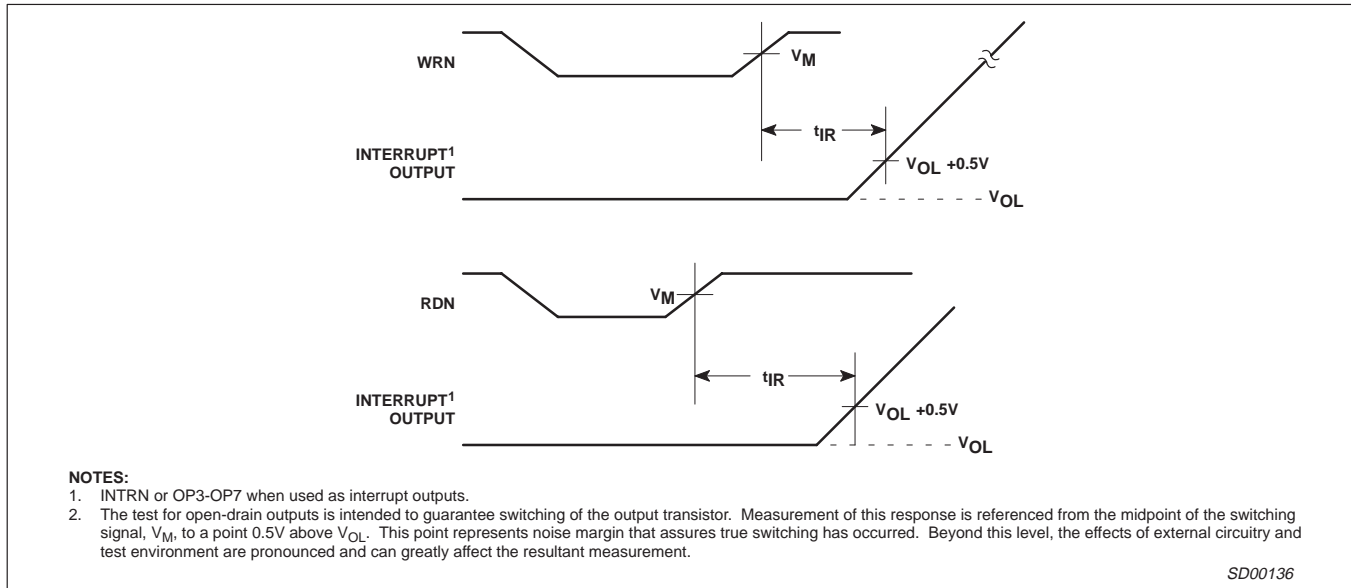 WRN
VM
tIR
INTERRUPT1
OUTPUT
VOL +0.5V
VOL
RDN
VM
tIR
INTERRUPT1
OUTPUT
VOL +0.5V
VOL
NOTES:
1. INTRN or OP3-OP7 when used as interrupt outputs.
2. The test for open-drain outputs is intended to guarantee switching of the output transistor. Measurement of this response is referenced from the midpoint of the switching
signal, VM, to a point 0.5V above VOL. This point represents noise margin that assures true switching has occurred. Beyond this level, the effects of external circuitry and
test environment are pronounced and can greatly affect the resultant measurement.
SD00136